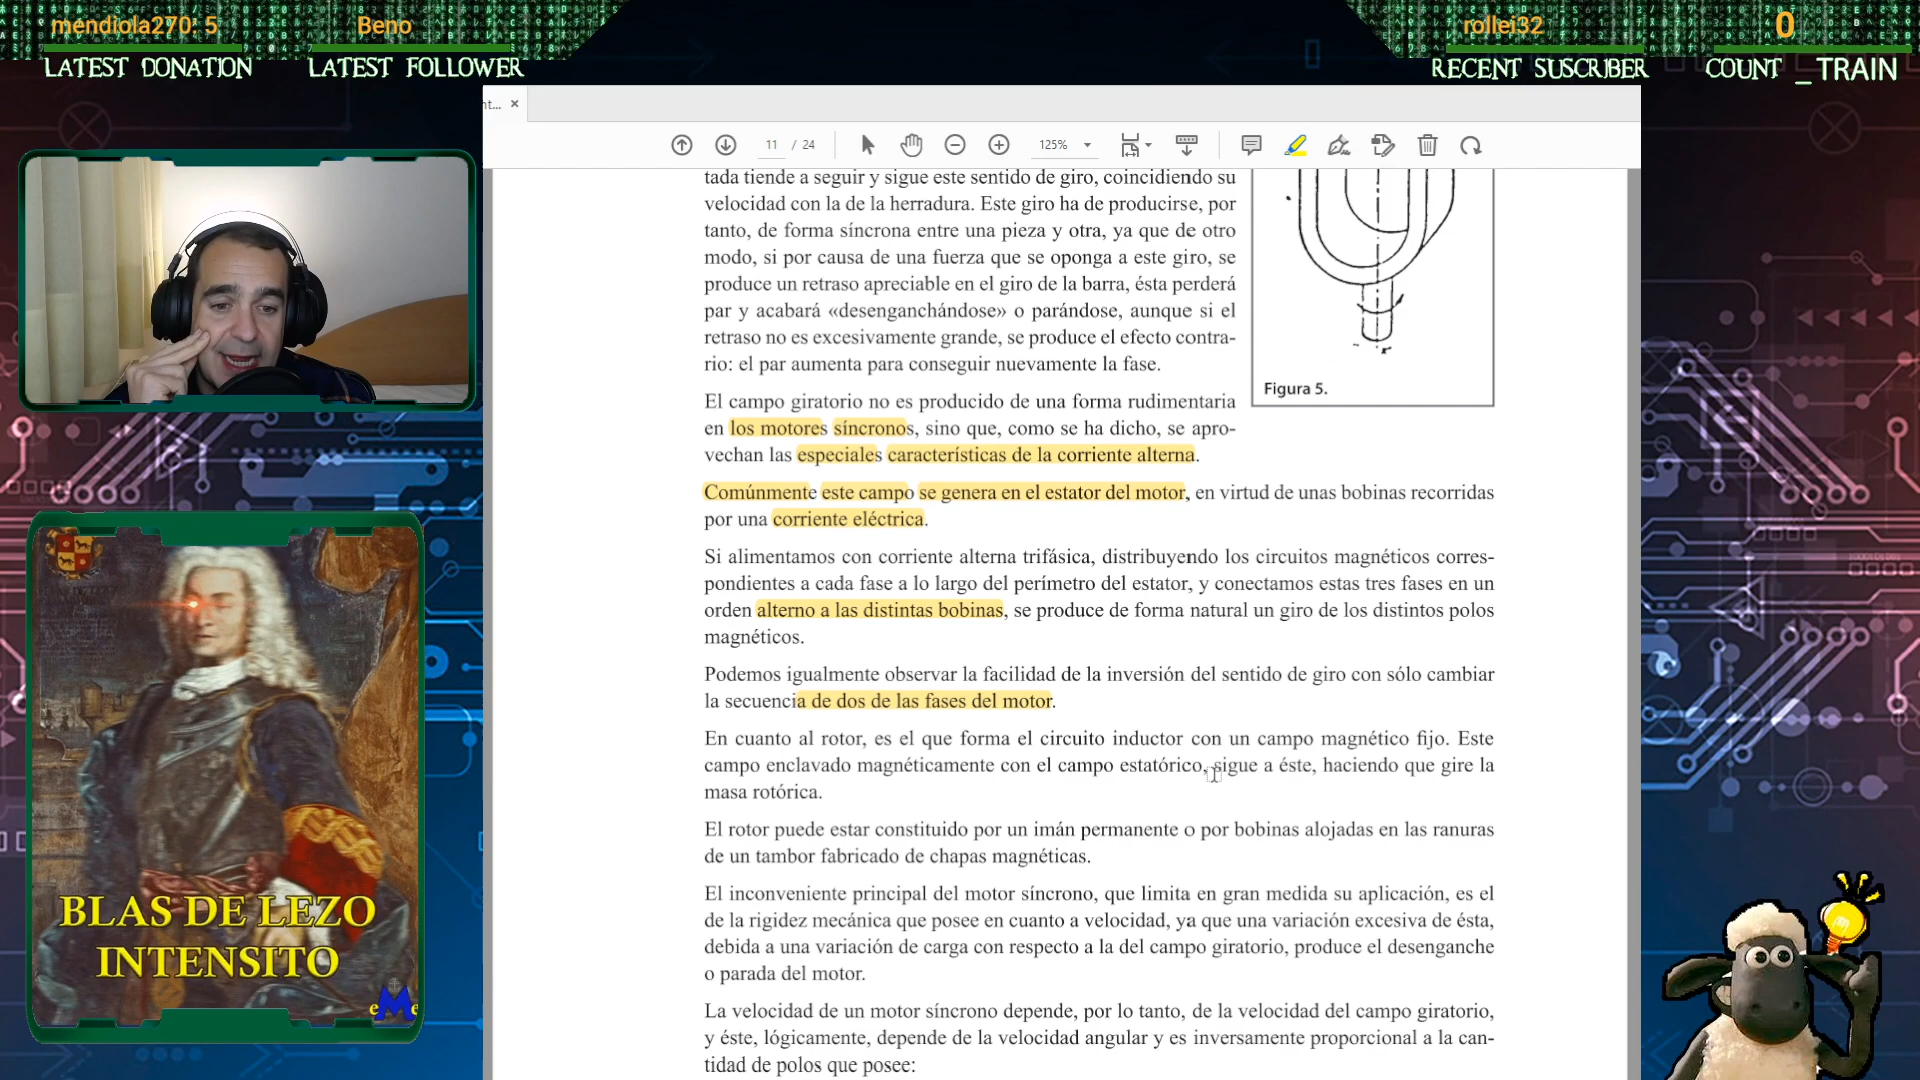 mendiola270: 5
Beno
rollei32
0
LATEST DONATION
LATEST FOLLOWER
RECENT SUSCRIBER
COUNT _TRAIN
nt...
11 / 24
125%
tada tiende a seguir y sigue este sentido de giro, coincidiendo su
velocidad con la de la herradura. Este giro ha de producirse, por
tanto, de forma síncrona entre una pieza y otra, ya que de otro
modo, si por causa de una fuerza que se oponga a este giro, se
produce un retraso apreciable en el giro de la barra, ésta perderá
par y acabará «desenganchándose» o parándose, aunque si el
retraso no es excesivamente grande, se produce el efecto contra-
rio: el par aumenta para conseguir nuevamente la fase.
Figura 5.
El campo giratorio no es producido de una forma rudimentaria
en los motores síncronos, sino que, como se ha dicho, se apro-
vechan las especiales características de la corriente alterna.
Comúnmente este campo se genera en el estator del motor, en virtud de unas bobinas recorridas
por una corriente eléctrica.
Si alimentamos con corriente alterna trifásica, distribuyendo los circuitos magnéticos corres-
pondientes a cada fase a lo largo del perímetro del estator, y conectamos estas tres fases en un
orden alterno a las distintas bobinas, se produce de forma natural un giro de los distintos polos
magnéticos.
Podemos igualmente observar la facilidad de la inversión del sentido de giro con sólo cambiar
la secuencia de dos de las fases del motor.
En cuanto al rotor, es el que forma el circuito inductor con un campo magnético fijo. Este
campo enclavado magnéticamente con el campo estatórico, sigue a éste, haciendo que gire la
masa rotórica.
El rotor puede estar constituido por un imán permanente o por bobinas alojadas en las ranuras
de un tambor fabricado de chapas magnéticas.
El inconveniente principal del motor síncrono, que limita en gran medida su aplicación, es el
de la rigidez mecánica que posee en cuanto a velocidad, ya que una variación excesiva de ésta,
debida a una variación de carga con respecto a la del campo giratorio, produce el desenganche
o parada del motor.
La velocidad de un motor síncrono depende, por lo tanto, de la velocidad del campo giratorio,
y éste, lógicamente, depende de la velocidad angular y es inversamente proporcional a la can-
tidad de polos que posee:
BLAS DE LEZO
INTENSITO
eMe